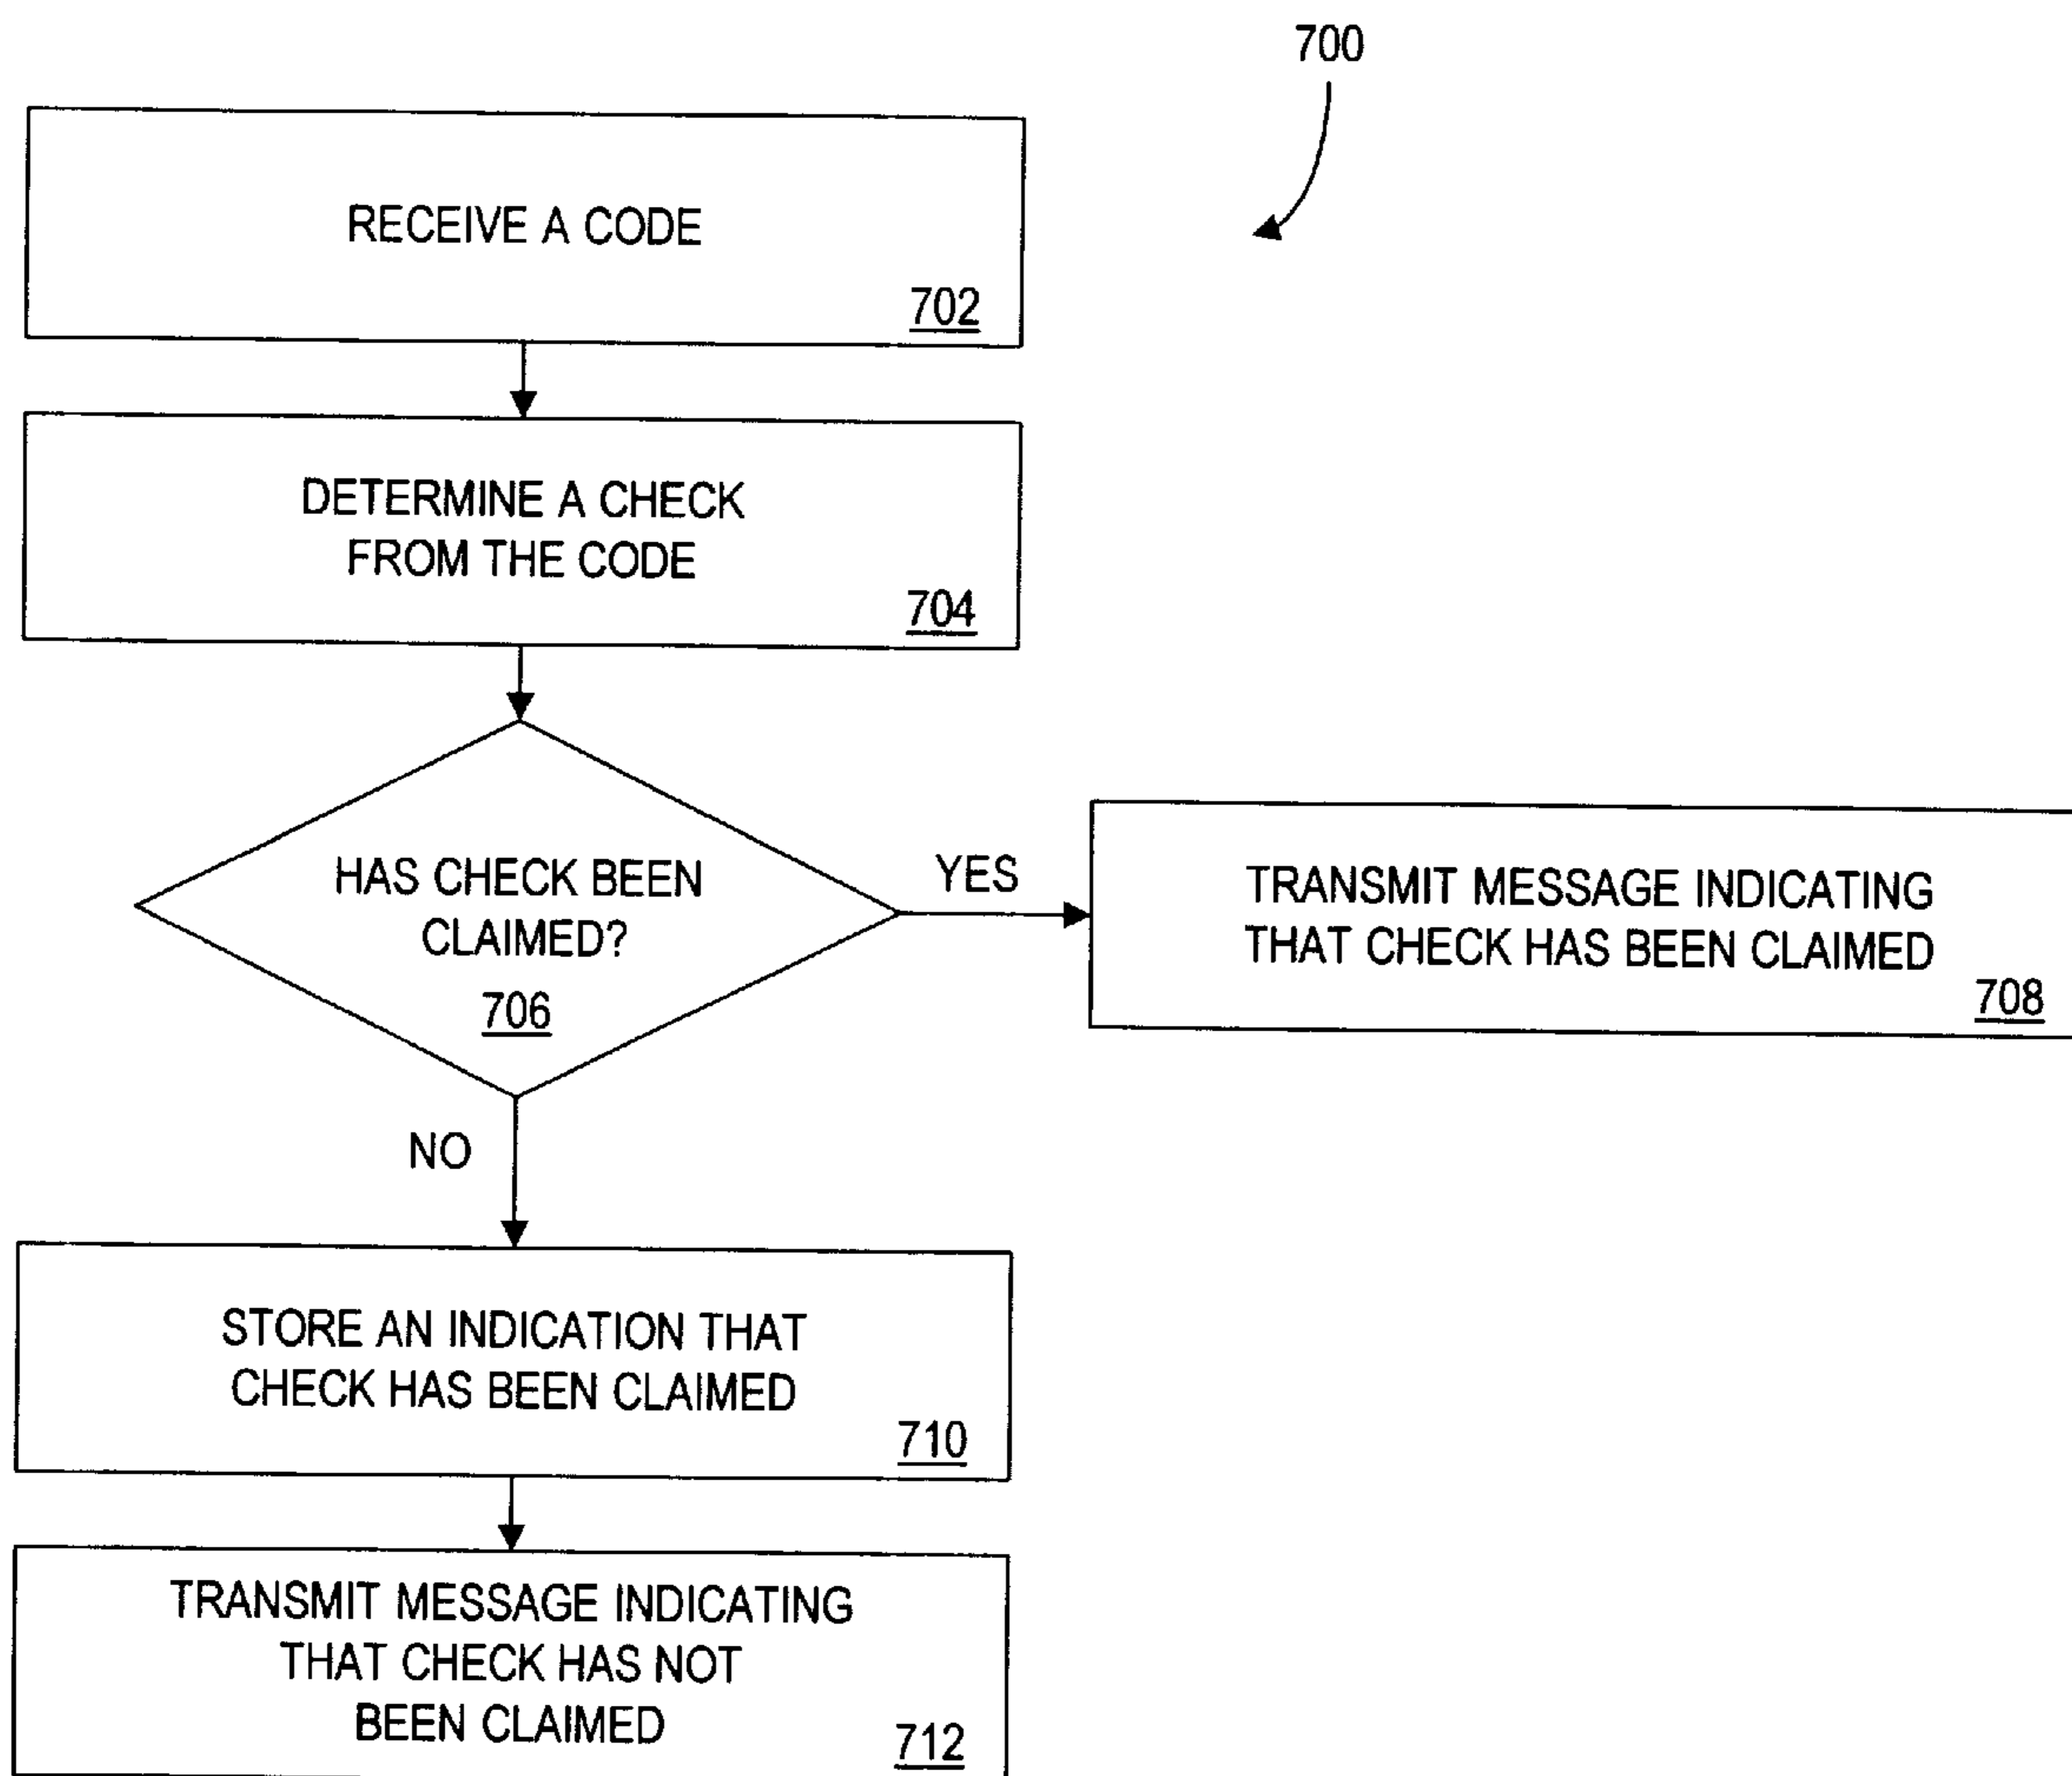 700
RECEIVE A CODE
702
DETERMINE A CHECK
FROM THE CODE
704
HAS CHECK BEEN
CLAIMED?
706
YES
TRANSMIT MESSAGE INDICATING
THAT CHECK HAS BEEN CLAIMED
708
NO
STORE AN INDICATION THAT
CHECK HAS BEEN CLAIMED
710
TRANSMIT MESSAGE INDICATING
THAT CHECK HAS NOT
BEEN CLAIMED
712